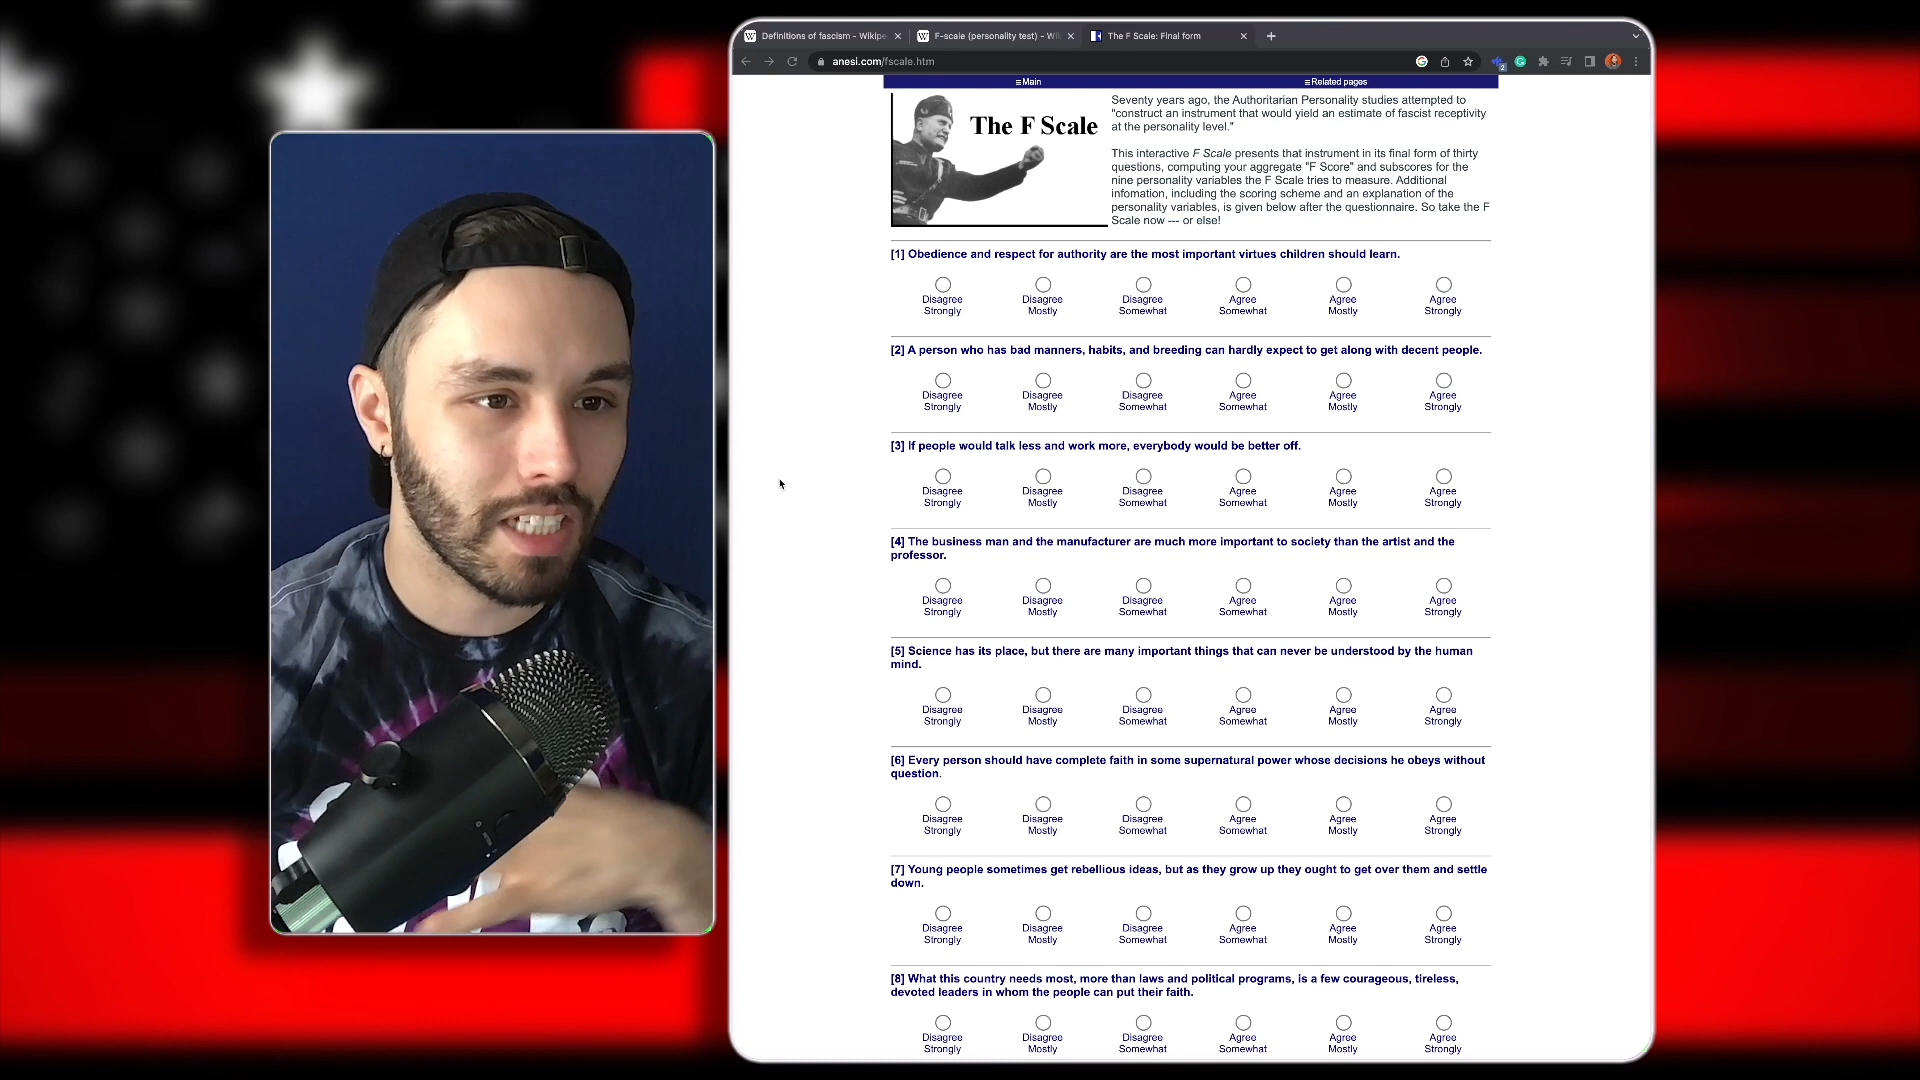 Definitions of fascism - Wikipe
F-scale (personality test) - Wi
The F Scale: Final form
anesi.com/fscale.htm
2
≡Main
≡Related pages
The F Scale
Seventy years ago, the Authoritarian Personality studies attempted to
"construct an instrument that would yield an estimate of fascist receptivity
at the personality level."
This interactive F Scale presents that instrument in its final form of thirty
questions, computing your aggregate "F Score" and subscores for the
nine personality variables the F Scale tries to measure. Additional
infomation, including the scoring scheme and an explanation of the
personality variables, is given below after the questionnaire. So take the F
Scale now --- or else!
[1] Obedience and respect for authority are the most important virtues children should learn.
Disagree Disagree Disagree Agree Agree Agree
Strongly Mostly Somewhat Somewhat Mostly Strongly
[2] A person who has bad manners, habits, and breeding can hardly expect to get along with decent people.
Disagree Disagree Disagree Agree Agree Agree
Strongly Mostly Somewhat Somewhat Mostly Strongly
[3] If people would talk less and work more, everybody would be better off.
Disagree Disagree Disagree Agree Agree Agree
Strongly Mostly Somewhat Somewhat Mostly Strongly
[4] The business man and the manufacturer are much more important to society than the artist and the
professor.
Disagree Disagree Disagree Agree Agree Agree
Strongly Mostly Somewhat Somewhat Mostly Strongly
[5] Science has its place, but there are many important things that can never be understood by the human
mind.
Disagree Disagree Disagree Agree Agree Agree
Strongly Mostly Somewhat Somewhat Mostly Strongly
[6] Every person should have complete faith in some supernatural power whose decisions he obeys without
question.
Disagree Disagree Disagree Agree Agree Agree
Strongly Mostly Somewhat Somewhat Mostly Strongly
[7] Young people sometimes get rebellious ideas, but as they grow up they ought to get over them and settle
down.
Disagree Disagree Disagree Agree Agree Agree
Strongly Mostly Somewhat Somewhat Mostly Strongly
[8] What this country needs most, more than laws and political programs, is a few courageous, tireless,
devoted leaders in whom the people can put their faith.
Disagree Disagree Disagree Agree Agree Agree
Strongly Mostly Somewhat Somewhat Mostly Strongly